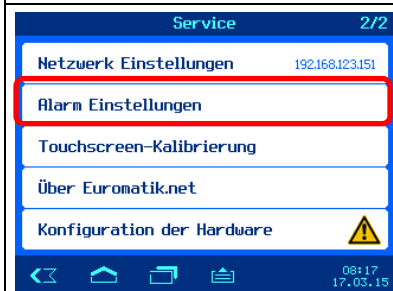 Service 2/2
Netzwerk Einstellungen 192.168.123.151
Alarm Einstellungen
Touchscreen-Kalibrierung
Über Euromatik.net
Konfiguration der Hardware
08:17
17.03.15